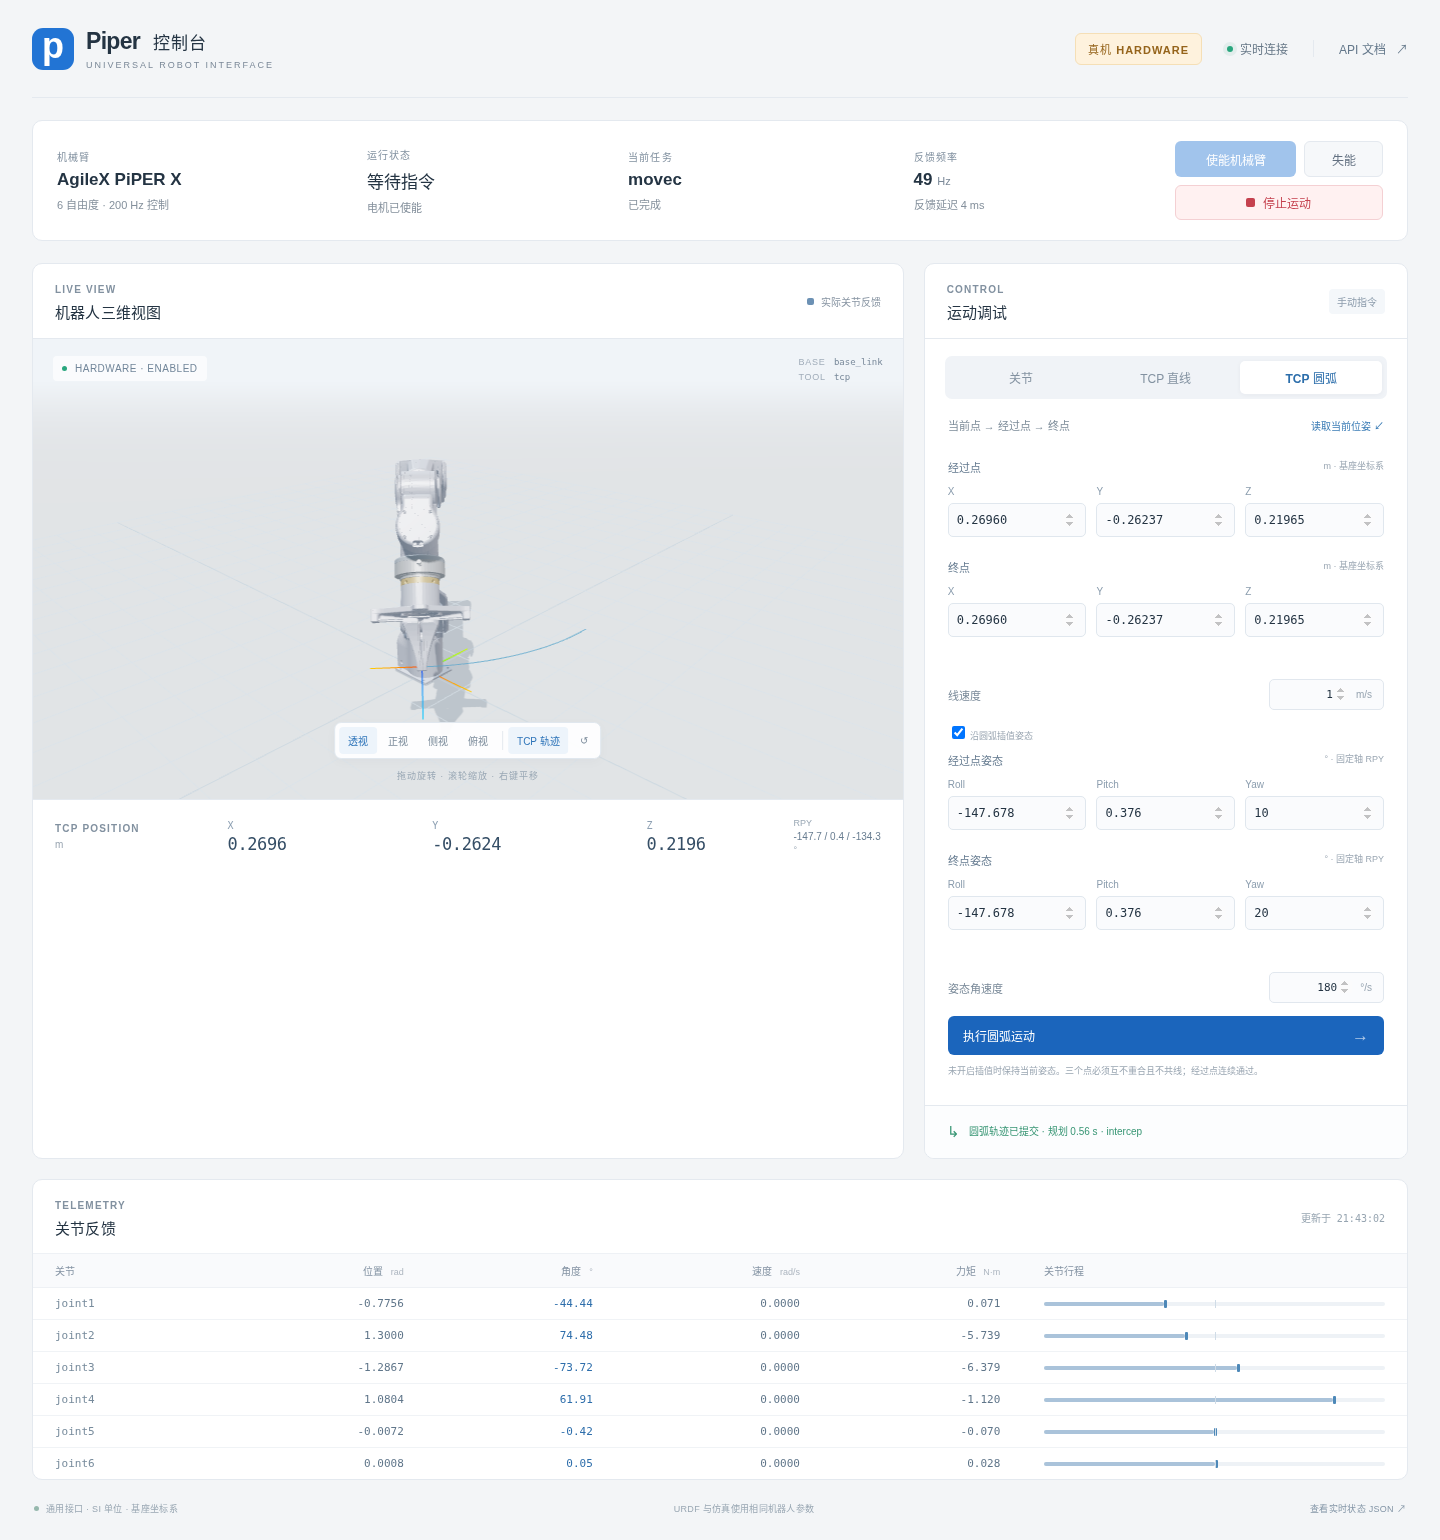 p
Piper 控制台
UNIVERSAL ROBOT INTERFACE
真机 HARDWARE
实时连接
API 文档 ↗
机械臂
AgileX PiPER X
6 自由度 · 200 Hz 控制
运行状态
等待指令
电机已使能
当前任务
movec
已完成
反馈频率
49 Hz
反馈延迟 4 ms
使能机械臂
失能
停止运动
LIVE VIEW
机器人三维视图
实际关节反馈
HARDWARE · ENABLED
BASE base_link
TOOL tcp
透视 正视 侧视 俯视 TCP 轨迹 ↺
拖动旋转 · 滚轮缩放 · 右键平移
TCP POSITION
m
X
0.2696
Y
-0.2624
Z
0.2196
RPY
-147.7 / 0.4 / -134.3
°
CONTROL
运动调试
手动指令
关节 TCP 直线 TCP 圆弧
当前点 → 经过点 → 终点
读取当前位姿 ↙
经过点 m · 基座坐标系
X Y Z
0.26960 -0.26237 0.21965
终点 m · 基座坐标系
X Y Z
0.26960 -0.26237 0.21965
线速度 1 m/s
沿圆弧插值姿态
经过点姿态 ° · 固定轴 RPY
Roll Pitch Yaw
-147.678 0.376 10
终点姿态 ° · 固定轴 RPY
Roll Pitch Yaw
-147.678 0.376 20
姿态角速度 180 °/s
执行圆弧运动 →
未开启插值时保持当前姿态。三个点必须互不重合且不共线；经过点连续通过。
↳ 圆弧轨迹已提交 · 规划 0.56 s · intercep
TELEMETRY
关节反馈
更新于 21:43:02
关节 位置 rad 角度 ° 速度 rad/s 力矩 N·m 关节行程
joint1 -0.7756 -44.44 0.0000 0.071
joint2 1.3000 74.48 0.0000 -5.739
joint3 -1.2867 -73.72 0.0000 -6.379
joint4 1.0804 61.91 0.0000 -1.120
joint5 -0.0072 -0.42 0.0000 -0.070
joint6 0.0008 0.05 0.0000 0.028
通用接口 · SI 单位 · 基座坐标系
URDF 与仿真使用相同机器人参数
查看实时状态 JSON ↗